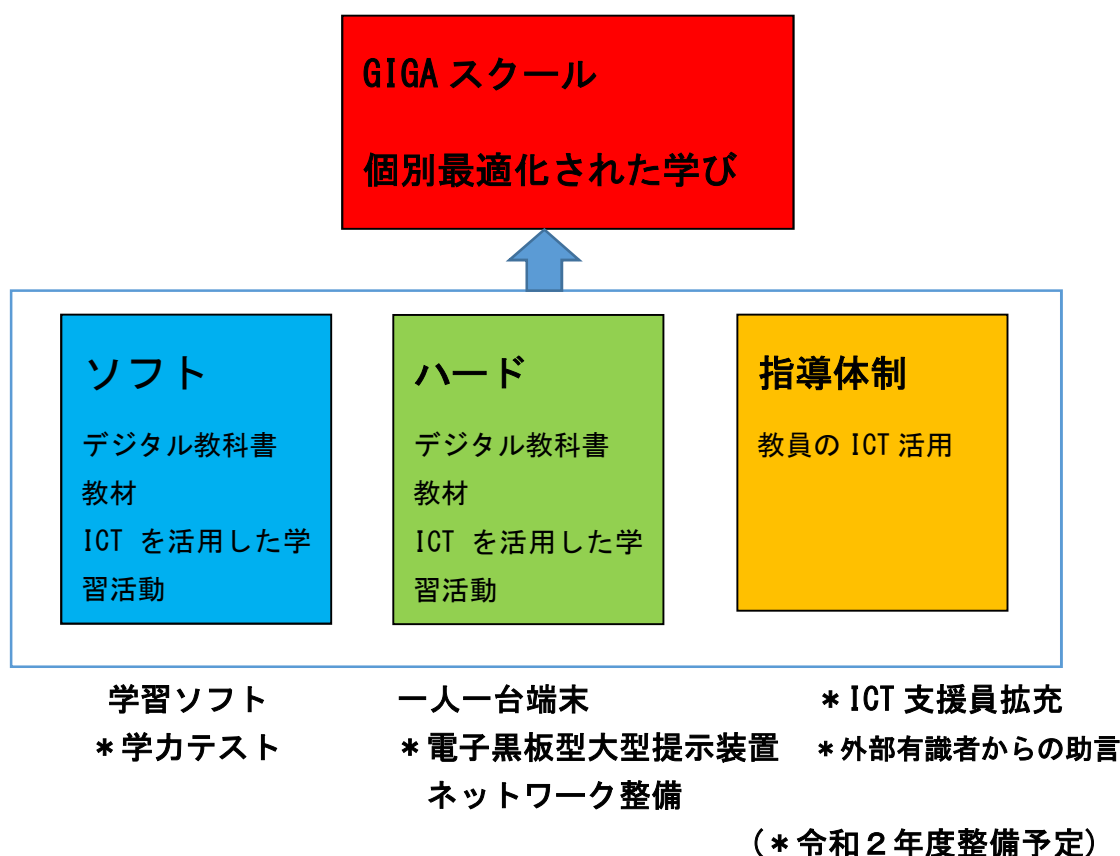 GIGA スクール
個別最適化された学び
ソフト
デジタル教科書
教材
ICT を活用した学
習活動
ハード
デジタル教科書
教材
ICT を活用した学
習活動
指導体制
教員の ICT 活用
学習ソフト
＊学力テスト
一人一台端末
＊電子黒板型大型提示装置
ネットワーク整備
＊ICT 支援員拡充
＊外部有識者からの助言
(＊令和２年度整備予定)